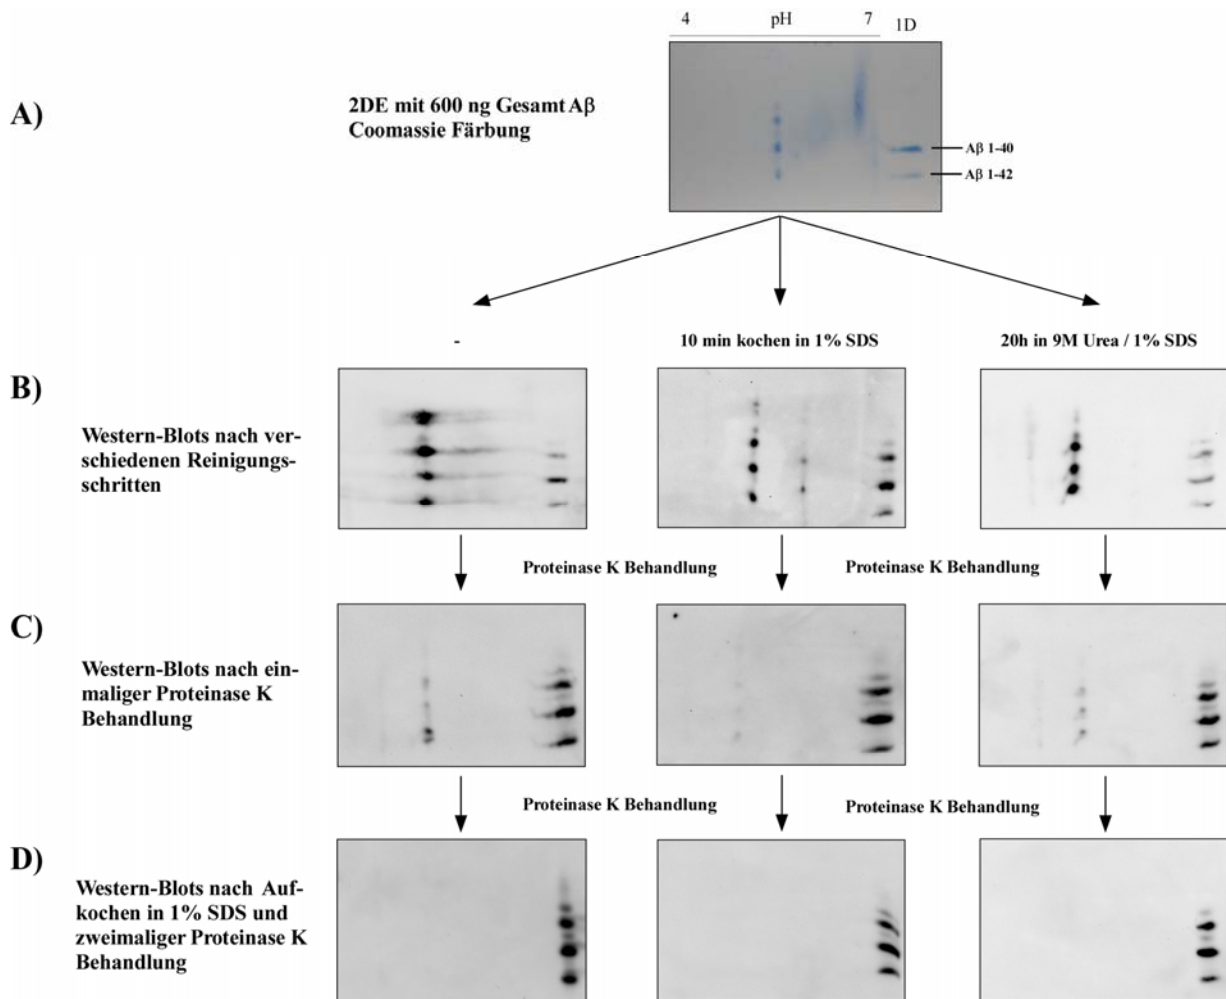 4 pH 7 1D
A)
2DE mit 600 ng Gesamt Aβ
Coomassie Färbung
Aβ 1-40
Aβ 1-42
- 10 min kochen in 1% SDS 20h in 9M Urea / 1% SDS
B)
Western-Blots nach ver-
schiedenen Reinigungs-
schritten
Proteinase K Behandlung Proteinase K Behandlung
C)
Western-Blots nach ein-
maliger Proteinase K
Behandlung
Proteinase K Behandlung Proteinase K Behandlung
D)
Western-Blots nach Auf-
kochen in 1% SDS und
zweimaliger Proteinase K
Behandlung